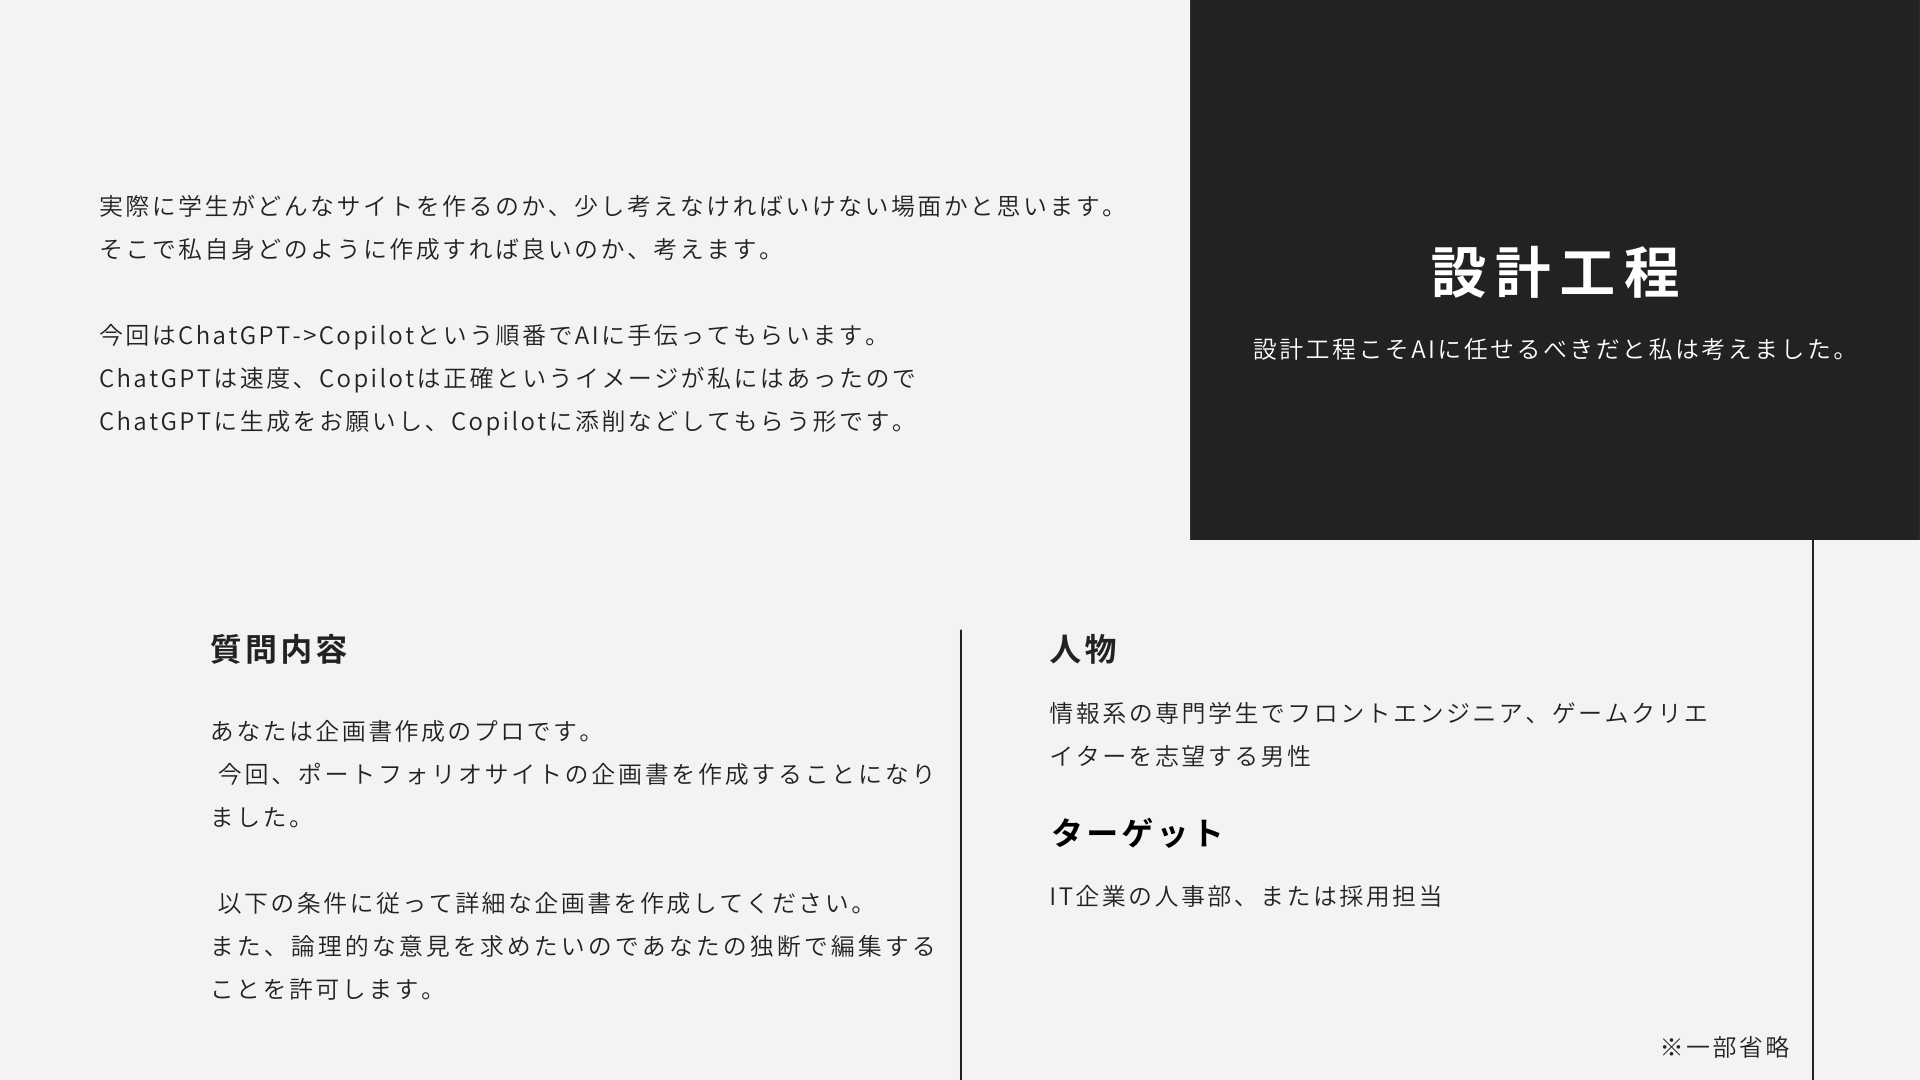 設計工程
設計工程こそAIに任せるべきだと私は考えました。
実際に学生がどんなサイトを作るのか、少し考えなければいけない場面かと思います。
そこで私自身どのように作成すれば良いのか、考えます。
今回はChatGPT->Copilotという順番でAIに手伝ってもらいます。
ChatGPTは速度、Copilotは正確というイメージが私にはあったので
ChatGPTに生成をお願いし、Copilotに添削などしてもらう形です。
質問内容
あなたは企画書作成のプロです。
今回、ポートフォリオサイトの企画書を作成することになり
ました。
以下の条件に従って詳細な企画書を作成してください。
また、論理的な意見を求めたいのであなたの独断で編集する
ことを許可します。
人物
情報系の専門学生でフロントエンジニア、ゲームクリエ
イターを志望する男性
ターゲット
IT企業の人事部、または採用担当
※一部省略